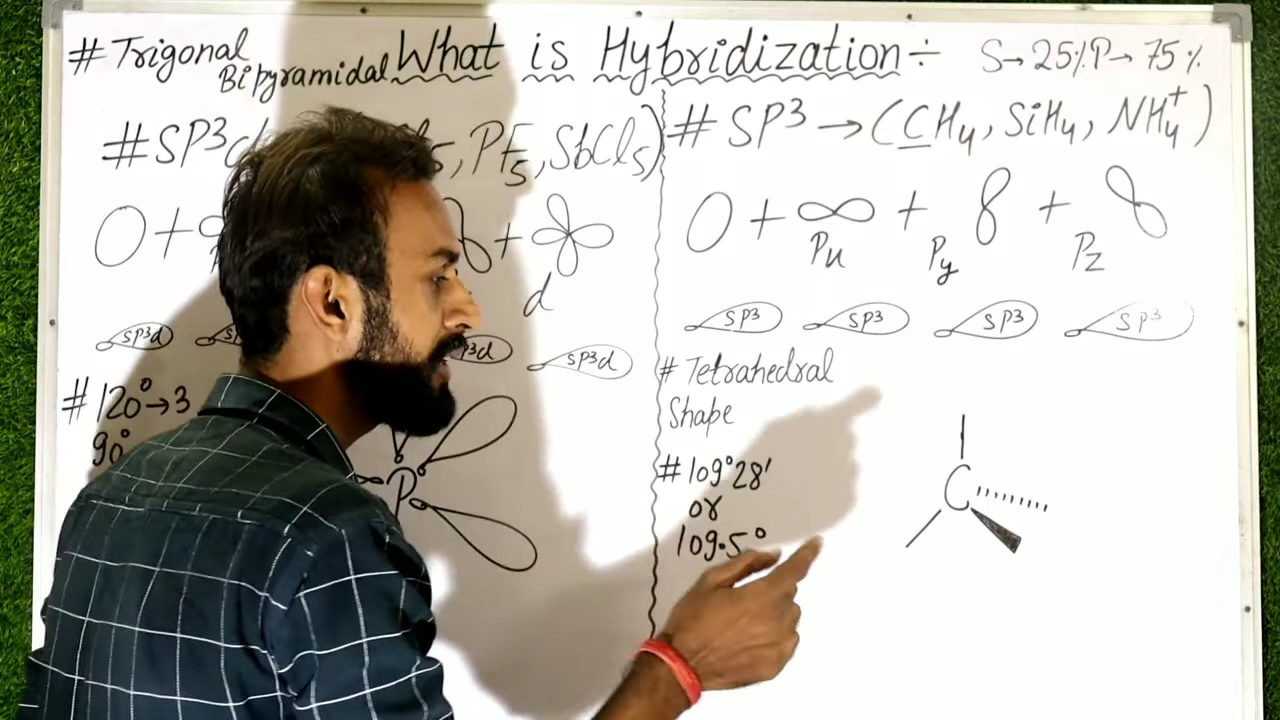 What is Hybridization ÷
# Trigonal
Bipyramidal
#SP³d
, PF₅, SbCl₅)
d
sp³d
sp³d
# 120° → 3
90°
P
S → 25% P → 75%
# SP³ → (CH₄, SiH₄, NH₄⁺)
+ Px + Py + Pz
SP³ SP³ SP³ SP³
# Tetrahedral
Shape
# 109°28'
or
109.5°
C